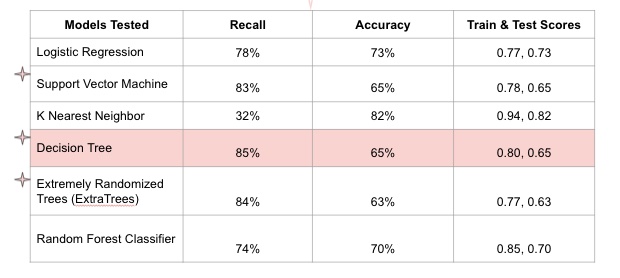 Models Tested Recall Accuracy Train & Test Scores
Logistic Regression 78% 73% 0.77, 0.73
Support Vector Machine 83% 65% 0.78, 0.65
K Nearest Neighbor 32% 82% 0.94, 0.82
Decision Tree 85% 65% 0.80, 0.65
Extremely Randomized
Trees (ExtraTrees) 84% 63% 0.77, 0.63
Random Forest Classifier 74% 70% 0.85, 0.70